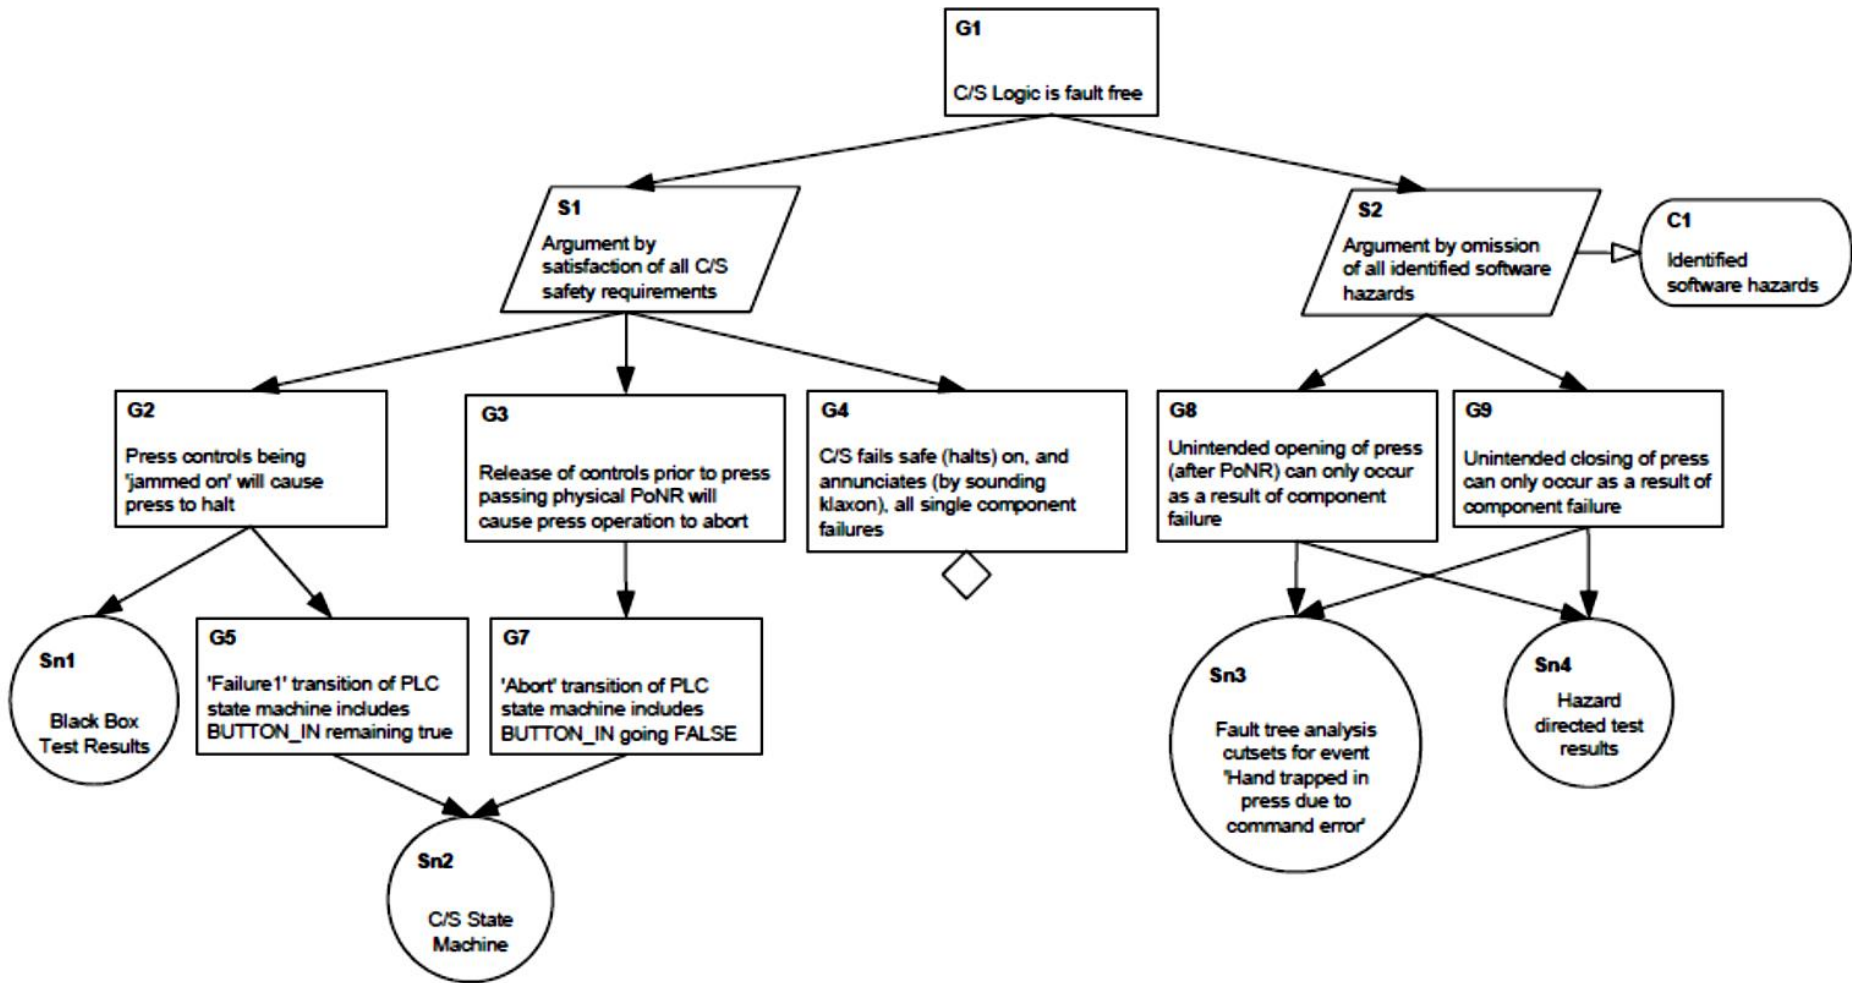 G1
C/S Logic is fault free
S1
Argument by
satisfaction of all C/S
safety requirements
S2
Argument by omission
of all identified software
hazards
C1
Identified
software hazards
G2
Press controls being
'jammed on' will cause
press to halt
G3
Release of controls prior to press
passing physical PoNR will
cause press operation to abort
G4
C/S fails safe (halts) on, and
annunciates (by sounding
klaxon), all single component
failures
G8
Unintended opening of press
(after PoNR) can only occur
as a result of component
failure
G9
Unintended closing of press
can only occur as a result of
component failure
Sn1
Black Box
Test Results
G5
'Failure1' transition of PLC
state machine includes
BUTTON_IN remaining true
G7
'Abort' transition of PLC
state machine includes
BUTTON_IN going FALSE
Sn3
Fault tree analysis
cutsets for event
'Hand trapped in
press due to
command error'
Sn4
Hazard
directed test
results
Sn2
C/S State
Machine